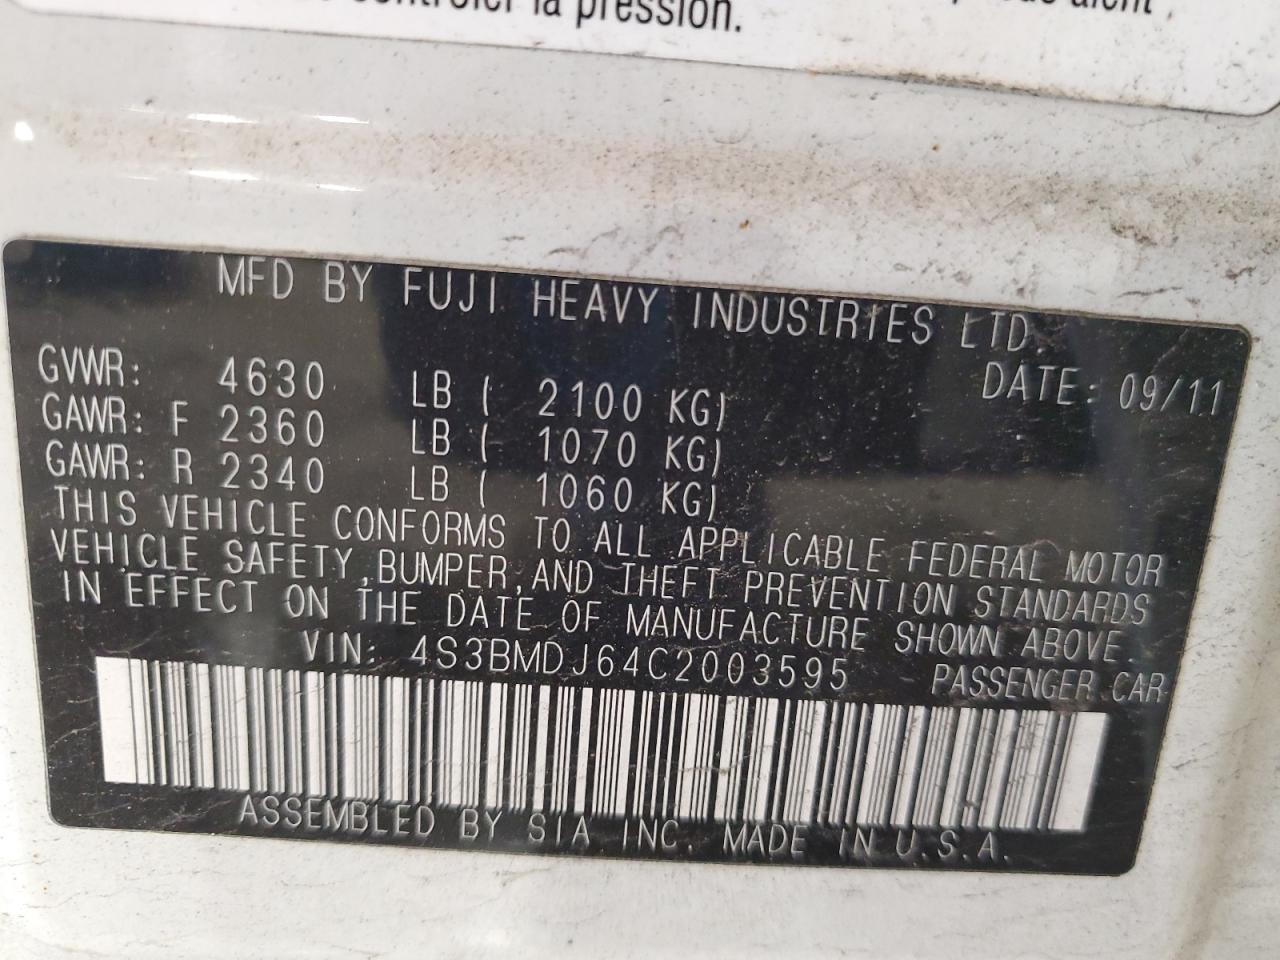 la pression.
MFD BY FUJI HEAVY INDUSTRIES LTD.
DATE: 09/11
GVWR: 4630 LB ( 2100 KG)
GAWR: F 2360 LB ( 1070 KG)
GAWR: R 2340 LB ( 1060 KG)
THIS VEHICLE CONFORMS TO ALL APPLICABLE FEDERAL MOTOR
VEHICLE SAFETY, BUMPER, AND THEFT PREVENTION STANDARDS
IN EFFECT ON THE DATE OF MANUFACTURE SHOWN ABOVE.
VIN: 4S3BMDJ64C2003595 PASSENGER CAR
ASSEMBLED BY SIA INC. MADE IN U.S.A.